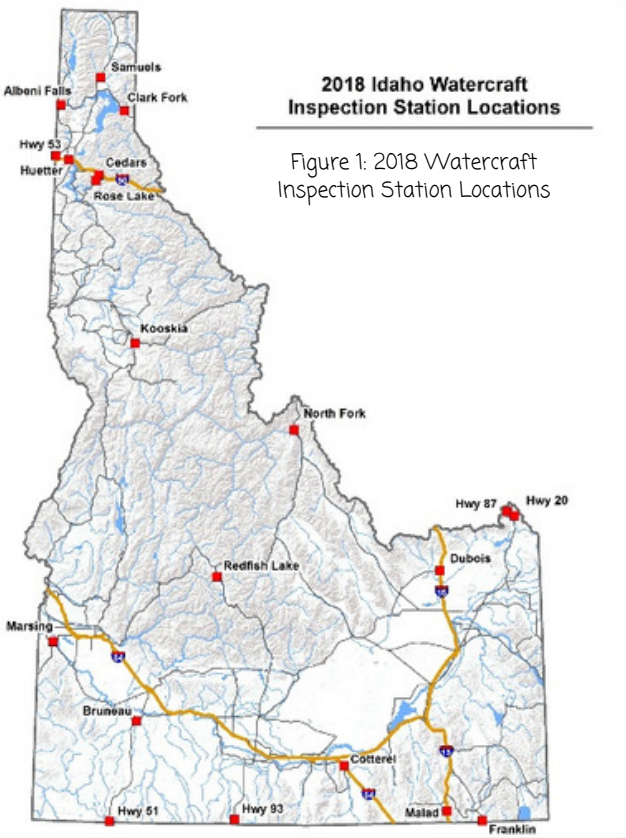 2018 Idaho Watercraft
Inspection Station Locations
Figure 1: 2018 Watercraft
Inspection Station Locations
Samuels
Albeni Falls
Clark Fork
Hwy 53
Cedars
Huetter
90
Rose Lake
Kooskia
North Fork
Hwy 87
Hwy 20
Dubois
15
Redfish Lake
Marsing
84
Bruneau
15
Cotterel
84
Hwy 51
Hwy 93
Malad
Franklin